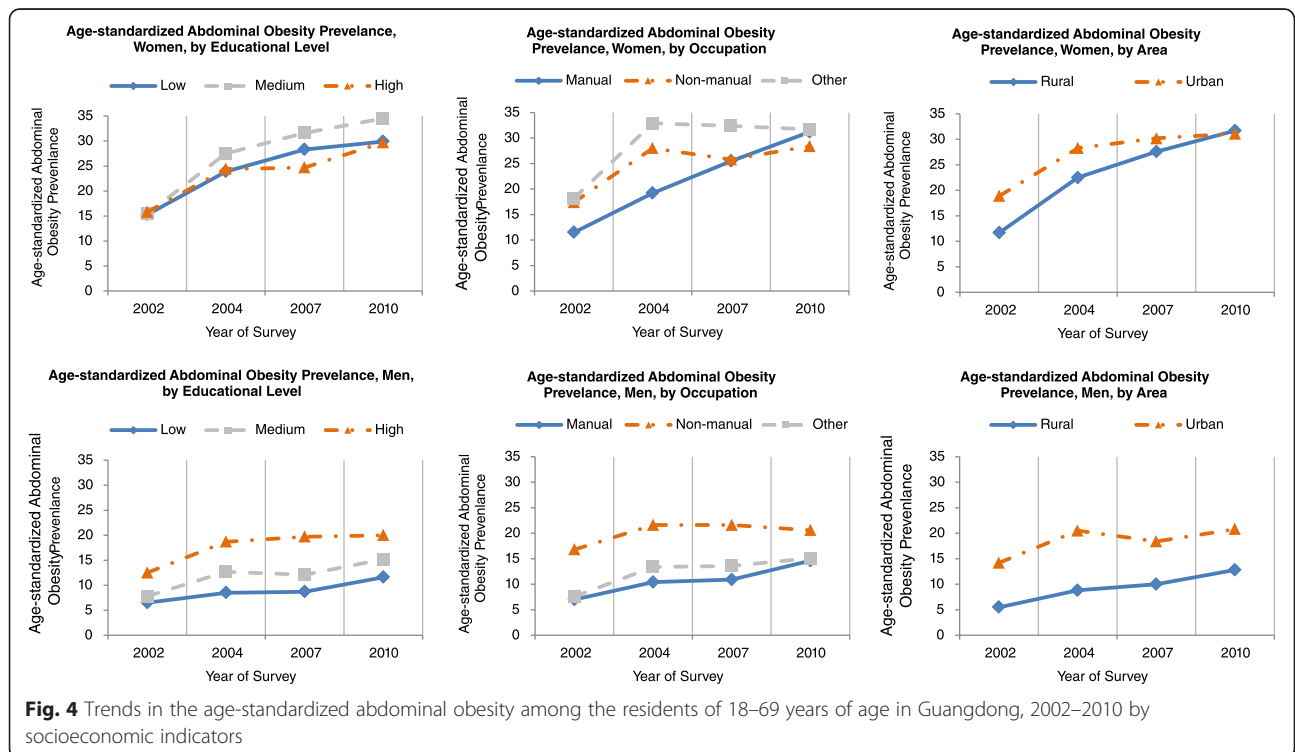 Age-standardized Abdominal Obesity Prevelance,
Women, by Educational Level
Low Medium High
Age-standardized Abdominal
Obesity Prevenlance
35
30
25
20
15
10
5
0
2002 2004 2007 2010
Year of Survey
Age-standardized Abdominal Obesity
Prevelance, Women, by Occupation
Manual Non-manual Other
Age-standardized Abdominal
ObesityPrevenlance
35
30
25
20
15
10
5
0
2002 2004 2007 2010
Year of Survey
Age-standardized Abdominal Obesity
Prevelance, Women, by Area
Rural Urban
Age-standardized Abdominal
Obesity Prevenlance
35
30
25
20
15
10
5
0
2002 2004 2007 2010
Year of Survey
Age-standardized Abdominal Obesity Prevelance, Men,
by Educational Level
Low Medium High
Age-standardized Abdominal
ObesityPrevenlance
35
30
25
20
15
10
5
0
2002 2004 2007 2010
Year of Survey
Age-standardized Abdominal Obesity
Prevelance, Men, by Occupation
Manual Non-manual Other
Age-standardized Abdominal
Obesity Prevenlance
35
30
25
20
15
10
5
0
2002 2004 2007 2010
Year of Survey
Age-standardized Abdominal Obesity
Prevelance, Men, by Area
Rural Urban
Age-standardized Abdominal
Obesity Prevenlance
35
30
25
20
15
10
5
0
2002 2004 2007 2010
Year of Survey
Fig. 4 Trends in the age-standardized abdominal obesity among the residents of 18–69 years of age in Guangdong, 2002–2010 by
socioeconomic indicators